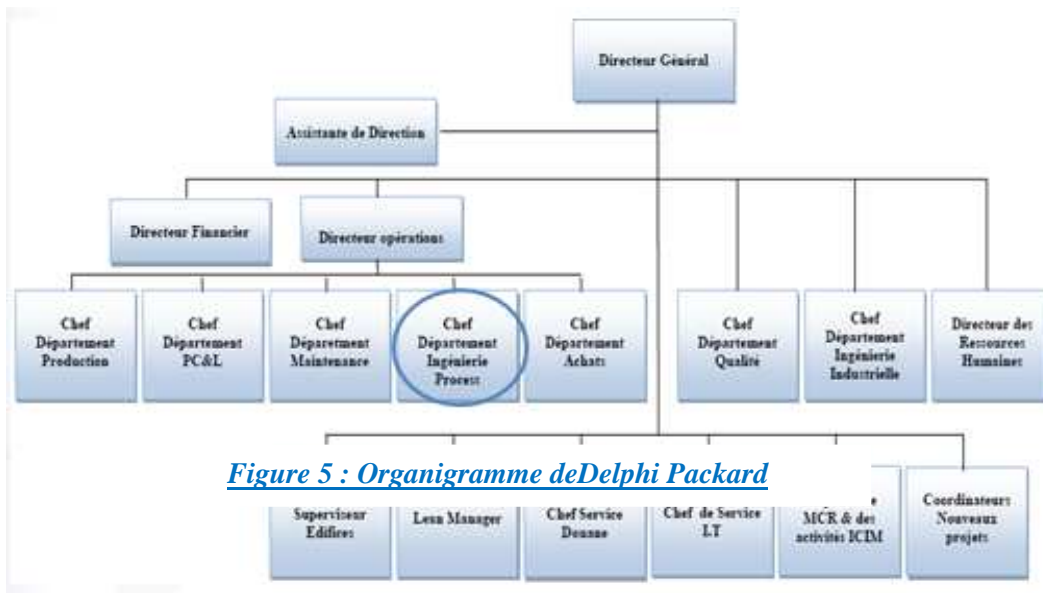 Directeur Général
Assistante de Direction
Directeur Financier
Directeur opérations
Chef
Département
Production
Chef
Département
PC&L
Chef
Déparetment
Maintenance
Chef
Département
Ingénierie
Process
Chef
Département
Achats
Chef
Département
Qualité
Chef
Département
Ingénierie
Industrielle
Directeur des
Ressources
Humaines
Figure 5 : Organigramme deDelphi Packard
Superviseur
Edifices
Lean Manager
Chef Service
Douane
Chef de Service
LT
MCR & des
activités ICIM
Coordinateurs
Nouveaux
projets